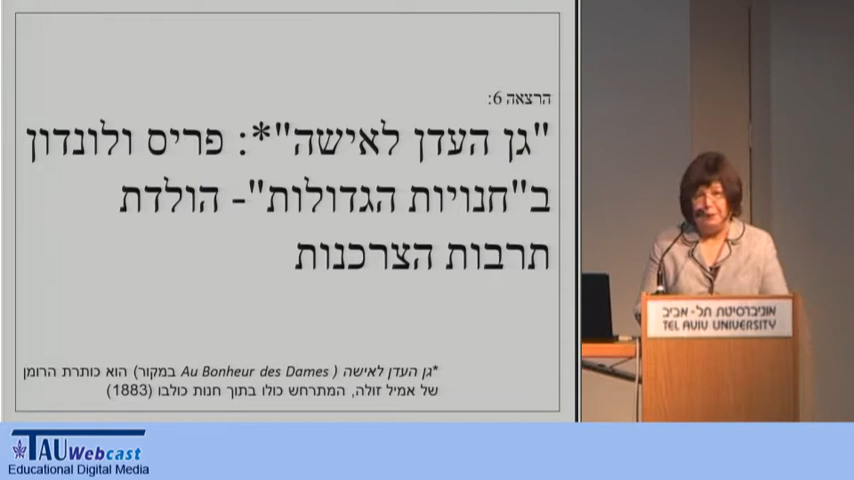 הרצאה 6:
"גן העדן לאישה"*: פריס ולונדון
ב"חנויות הגדולות"- הולדת
תרבות הצרכנות
*גן העדן לאישה ( Au Bonheur des Dames במקור) הוא כותרת הרומן
של אמיל זולה, המתרחש כולו בתוך חנות כולבו (1883)
אוניברסיטת תל-אביב
TEL AVIV UNIVERSITY
TAU Webcast
Educational Digital Media